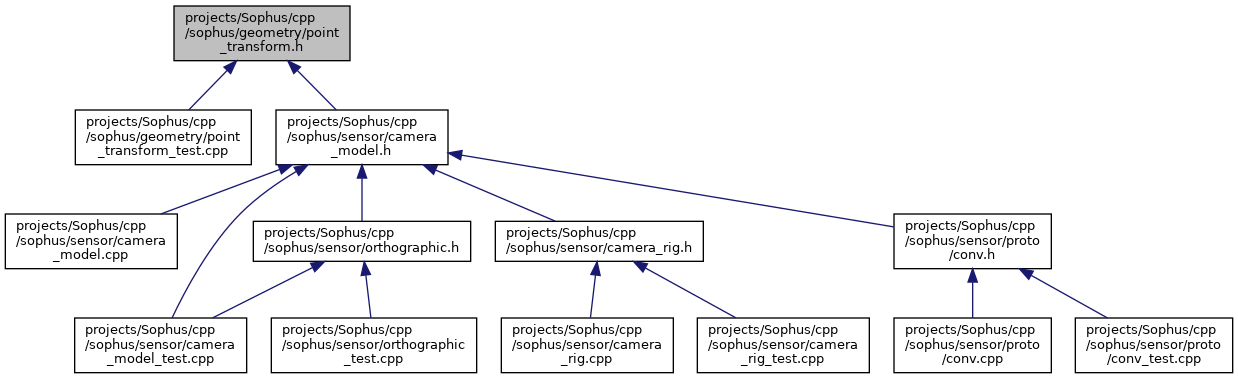 projects/Sophus/cpp
/sophus/geometry/point
_transform.h
projects/Sophus/cpp
/sophus/geometry/point
_transform_test.cpp
projects/Sophus/cpp
/sophus/sensor/camera
_model.h
projects/Sophus/cpp
/sophus/sensor/camera
_model.cpp
projects/Sophus/cpp
/sophus/sensor/orthographic.h
projects/Sophus/cpp
/sophus/sensor/camera_rig.h
projects/Sophus/cpp
/sophus/sensor/proto
/conv.h
projects/Sophus/cpp
/sophus/sensor/camera
_model_test.cpp
projects/Sophus/cpp
/sophus/sensor/orthographic
_test.cpp
projects/Sophus/cpp
/sophus/sensor/camera
_rig.cpp
projects/Sophus/cpp
/sophus/sensor/camera
_rig_test.cpp
projects/Sophus/cpp
/sophus/sensor/proto
/conv.cpp
projects/Sophus/cpp
/sophus/sensor/proto
/conv_test.cpp